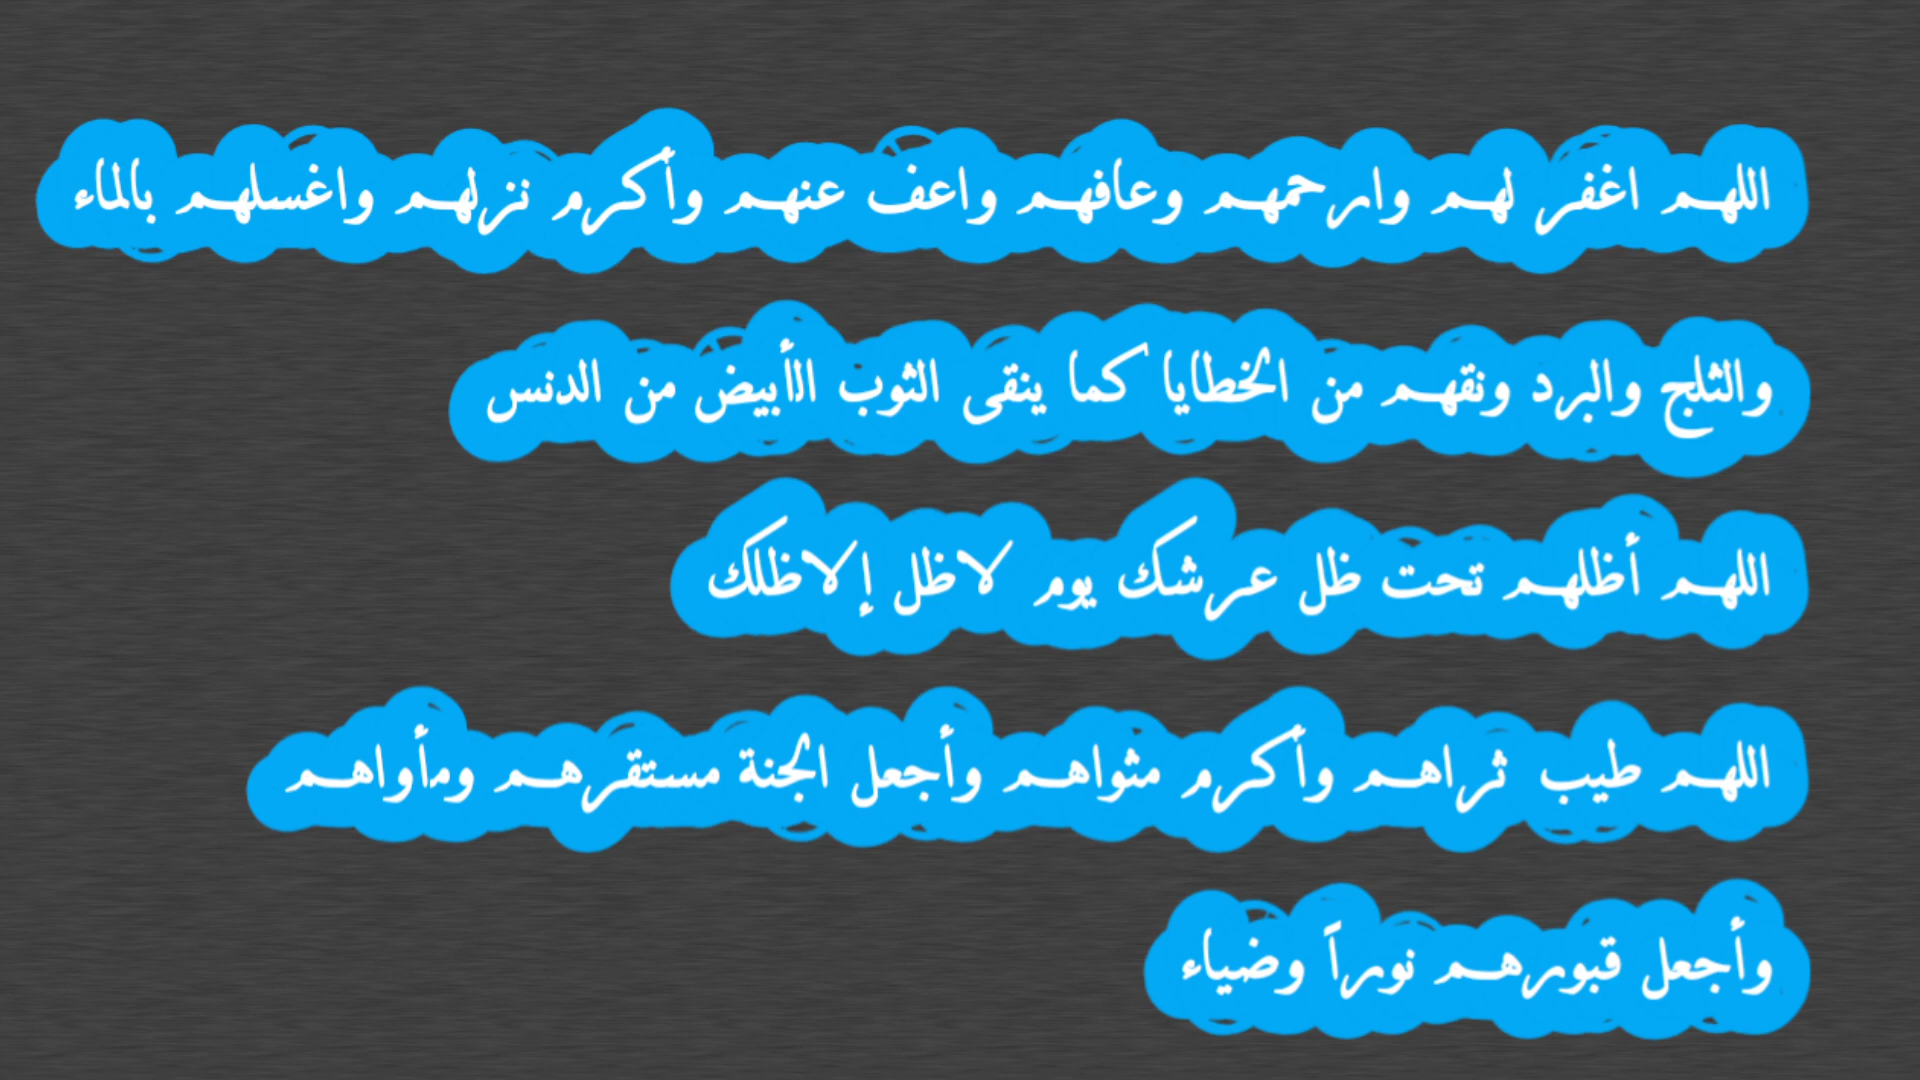 اللهم اغفر لهم وارحمهم وعافهم واعف عنهم وأكرم نزلهم واغسلهم بالماء
والثلج والبرد ونقهم من الخطايا كما ينقى الثوب الأبيض من الدنس
اللهم أظلهم تحت ظل عرشك يوم لاظل إلاظلك
اللهم طيب ثراهم وأكرم مثواهم وأجعل الجنة مستقرهم ومأواهم
وأجعل قبورهم نوراً وضياء